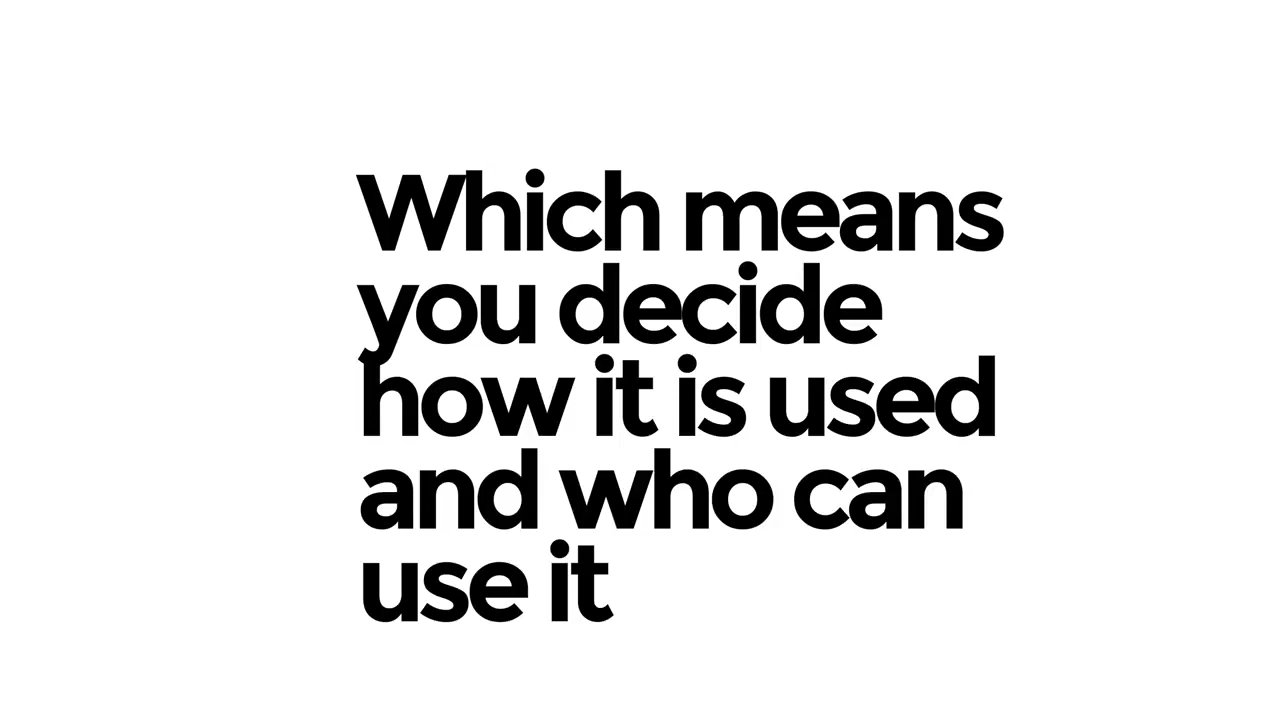 Which means
you decide
how it is used
and who can
use it